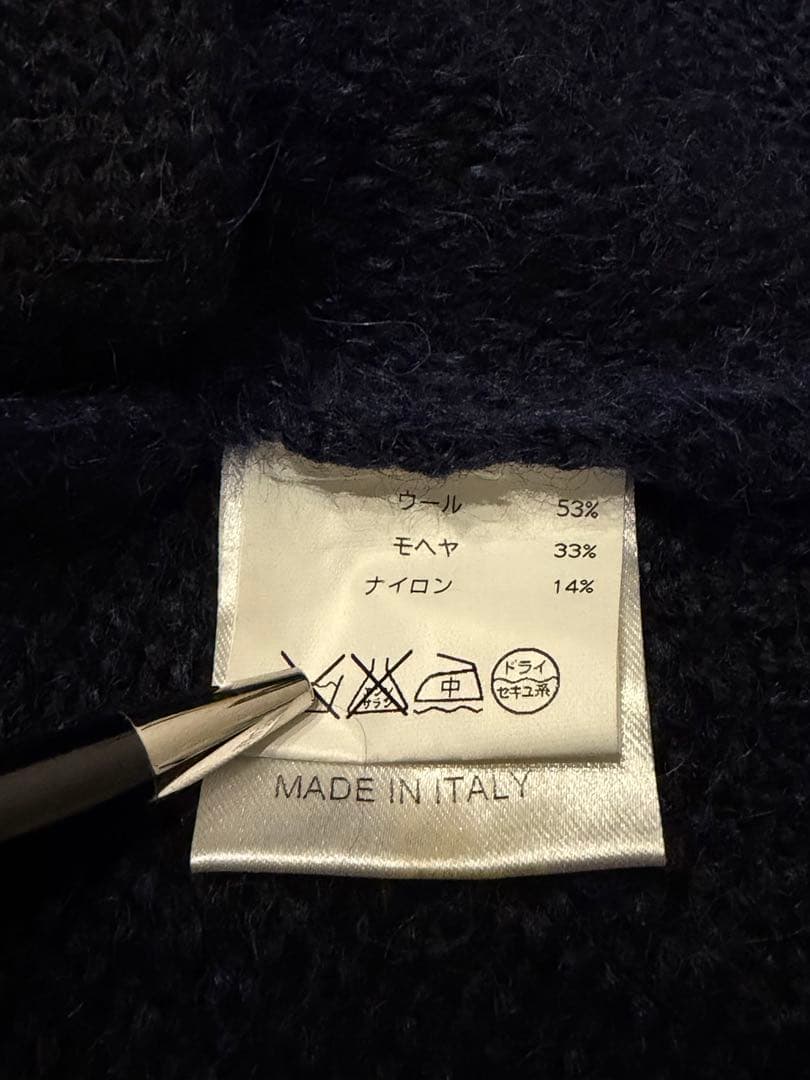 ウール 53%
モヘヤ 33%
ナイロン 14%
中 ドライ
セキユ系
MADE IN ITALY